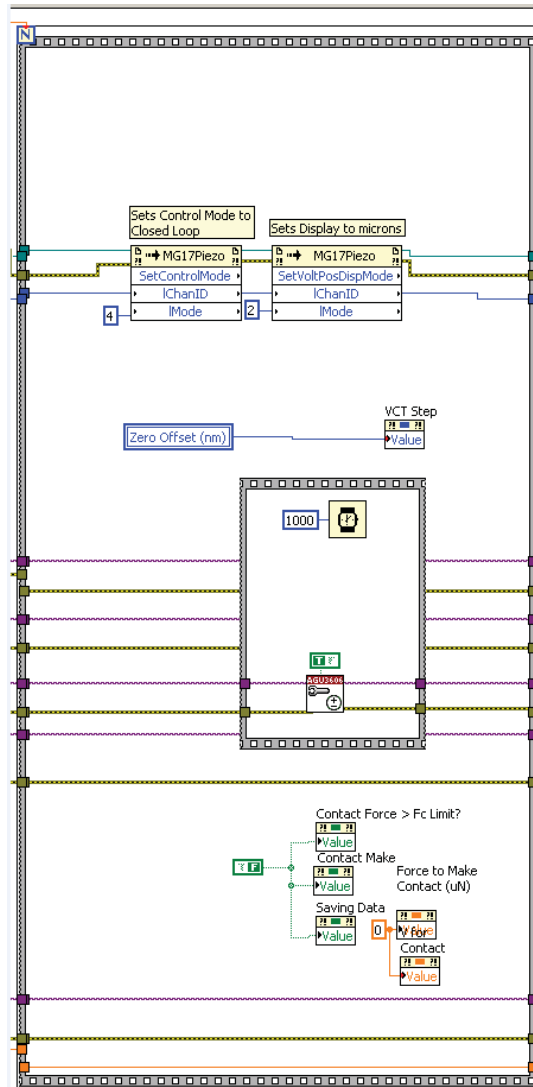 N
Sets Control Mode to
Closed Loop
Sets Display to microns
MG17Piezo
MG17Piezo
SetControlMode
SetVoltPosDispMode
lChanID
lChanID
4
lMode
2
lMode
VCT Step
Zero Offset (nm)
Value
1000
T F
AGU3606
Contact Force > Fc Limit?
Value
Contact Make
F
Value
Force to Make
Contact (uN)
Saving Data
Value
0
Value
V for
Contact
Value